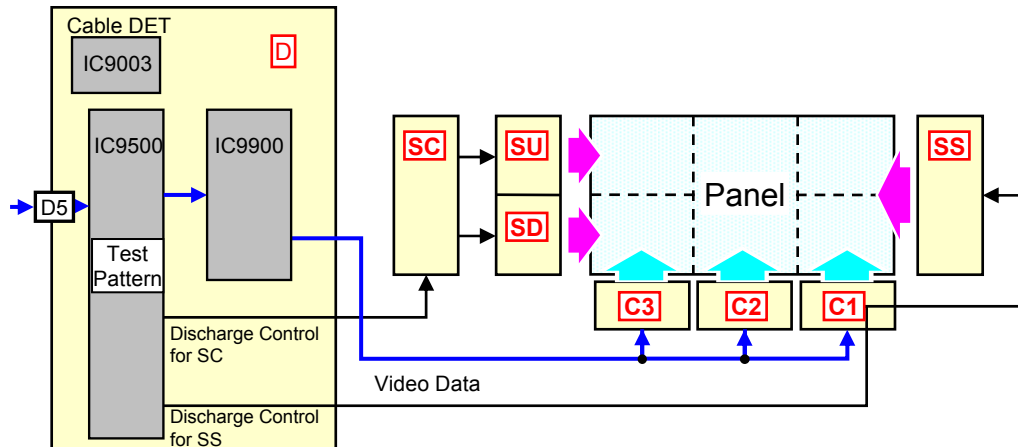 Cable DET
IC9003
D
IC9500
IC9900
D5
Test
Pattern
Discharge Control
for SC
Discharge Control
for SS
Video Data
SC
SU
SD
Panel
SS
C3
C2
C1